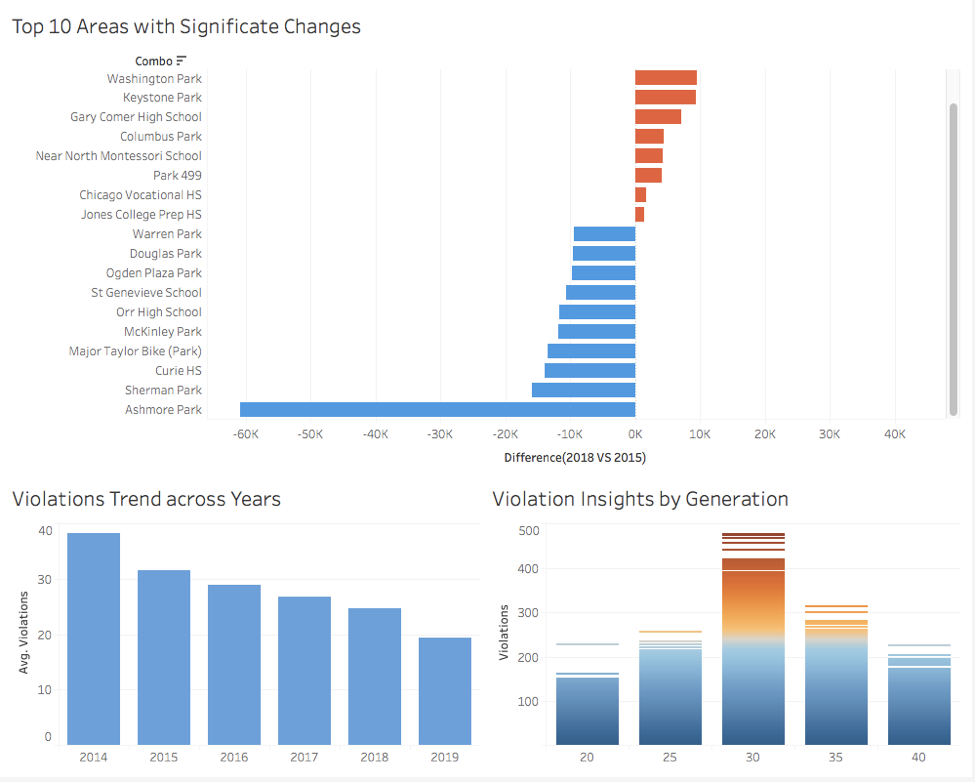 Top 10 Areas with Significate Changes
Combo
Washington Park
Keystone Park
Gary Comer High School
Columbus Park
Near North Montessori School
Park 499
Chicago Vocational HS
Jones College Prep HS
Warren Park
Douglas Park
Ogden Plaza Park
St Genevieve School
Orr High School
McKinley Park
Major Taylor Bike (Park)
Curie HS
Sherman Park
Ashmore Park
-60K -50K -40K -30K -20K -10K 0K 10K 20K 30K 40K
Difference(2018 VS 2015)
Violations Trend across Years
Avg. Violations
40
30
20
10
0
2014 2015 2016 2017 2018 2019
Violation Insights by Generation
Violations
500
400
300
200
100
20 25 30 35 40